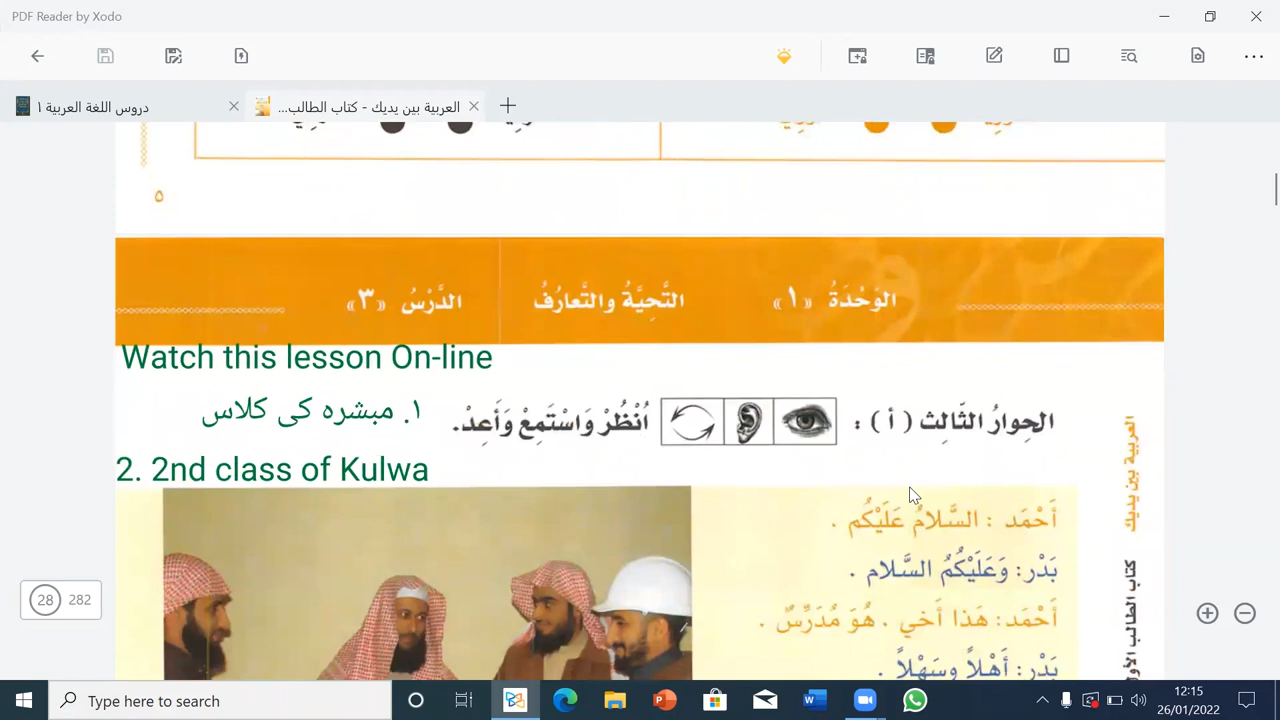 PDF Reader by Xodo
دروس اللغة العربية ١
العربية بين يديك - كتاب الطالب...
٥
الوَحْدَةُ «١» التَّحِيَّةُ والتَّعارُفُ الدَّرْسُ «٣»
Watch this lesson On-line
١. مبشره کی کلاس
الحِوارُ الثّالِث ( أ ) : اُنْظُرْ وَاسْتَمِعْ وَأَعِدْ.
2. 2nd class of Kulwa
أَحْمَد : السَّلامُ عَلَيْكُم .
بَدْر: وَعَلَيْكُمُ السَّلام .
أَحْمَد: هَذا أَخي . هُوَ مُدَرِّسٌ .
بَدْر: أَهْلاً وسَهْلاً .
العربية بين يديك
كتاب الطالب الأول
28 282
Type here to search
12:15
26/01/2022